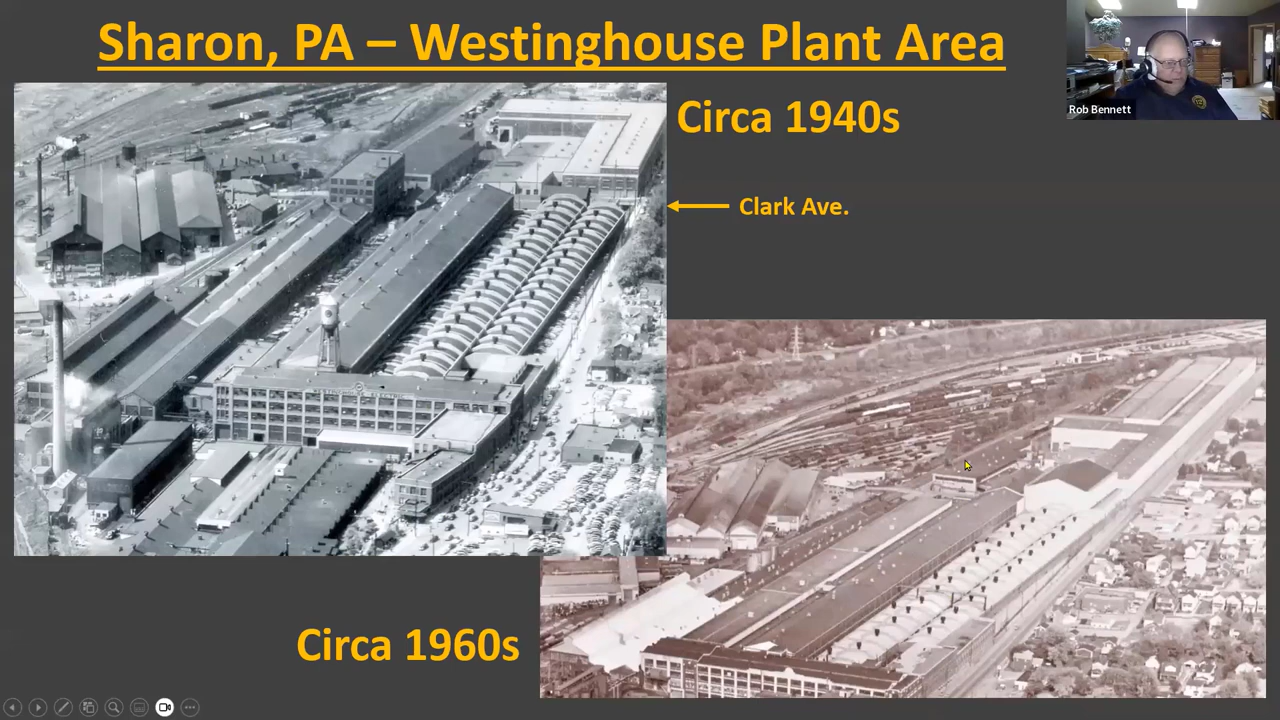 Sharon, PA – Westinghouse Plant Area
Rob Bennett
Circa 1940s
Clark Ave.
Circa 1960s